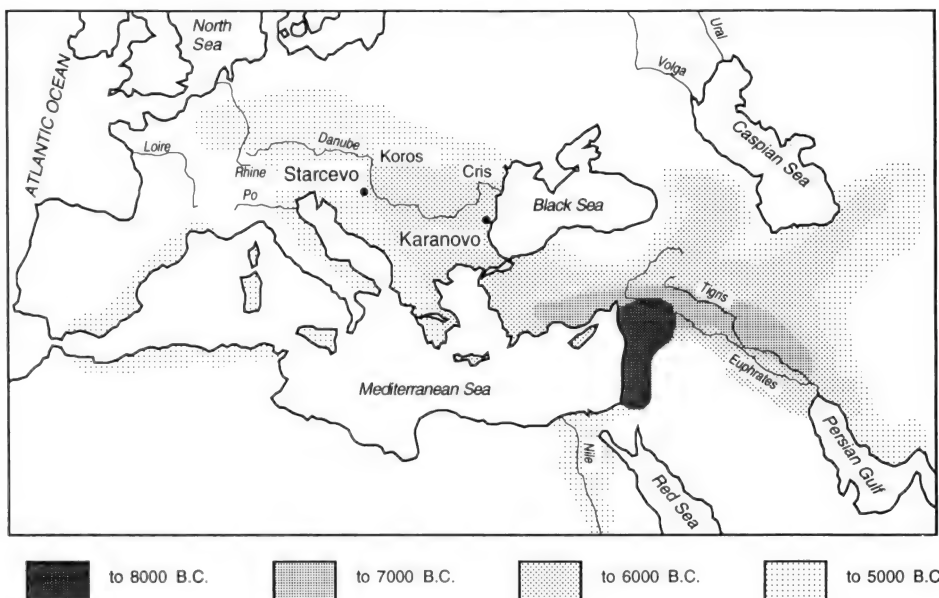 North
Sea
ATLANTIC OCEAN
Ural
Volga
Caspian Sea
Loire
Danube
Koros
Rhine
Starcevo
Cris
Po
Black Sea
Karanovo
Tigris
Mediterranean Sea
Euphrates
Nile
Persian Gulf
Red Sea
to 8000 B.C.
to 7000 B.C.
to 6000 B.C.
to 5000 B.C